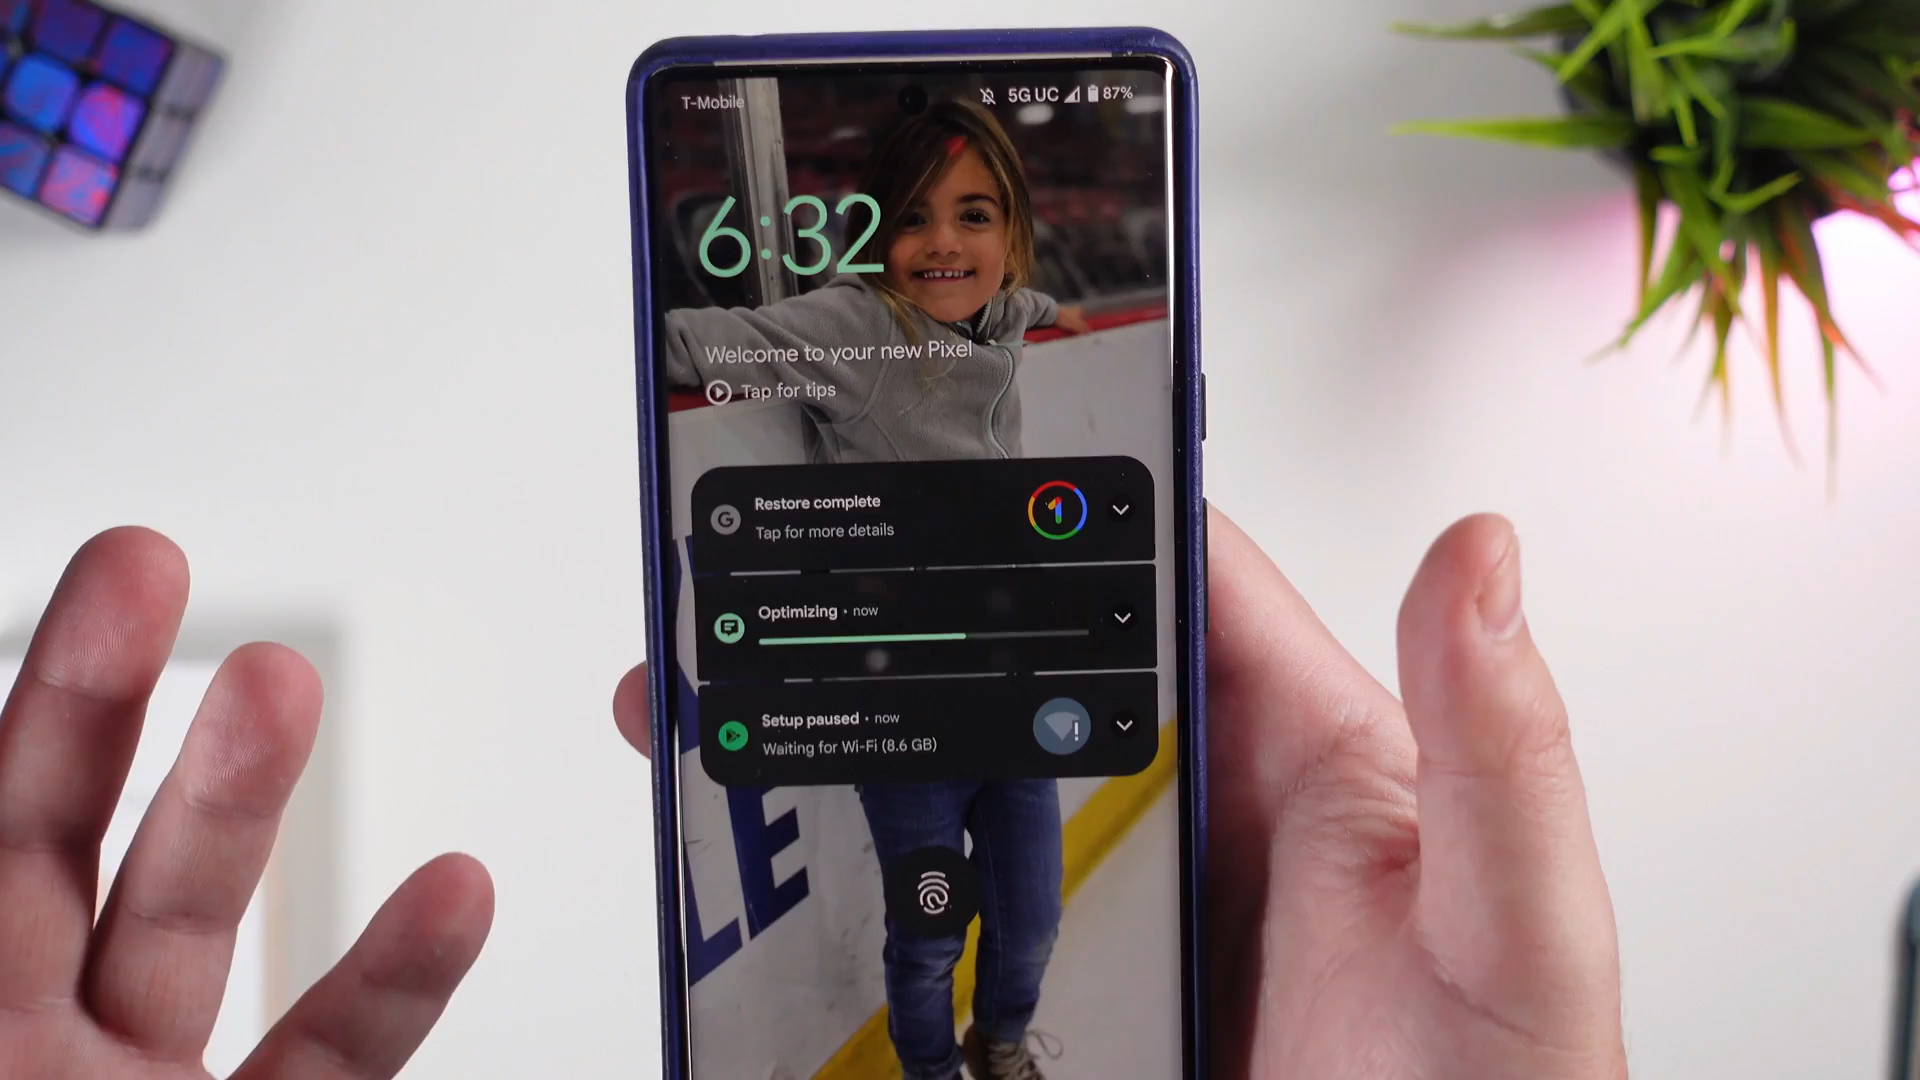 T-Mobile
5G UC 87%
6:32
Welcome to your new Pixel
Tap for tips
Restore complete
Tap for more details
Optimizing • now
Setup paused • now
Waiting for Wi-Fi (8.6 GB)
LE